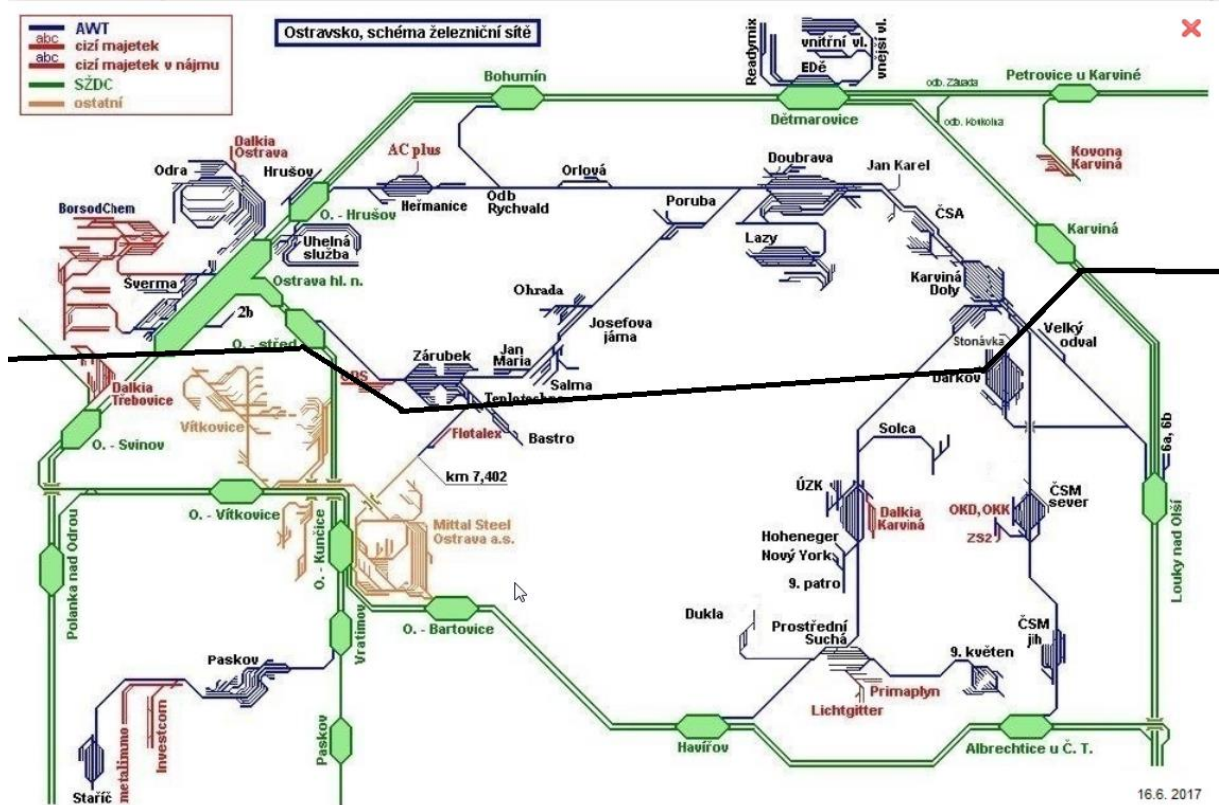 AWT
abc
cizí majetek
abc
cizí majetek v nájmu
SŽDC
ostatní
Ostravsko, schéma železniční sítě
Readymix
vnitřní vl.
vnější vl.
EDě
Bohumín
Dětmarovice
odb. Závada
Petrovice u Karviné
odb. Koukolná
Kovona
Karviná
Dalkia
Ostrava
Odra
Hrušov
AC plus
O. - Hrušov
Heřmanice
Odb
Rychvald
Orlová
Doubrava
Jan Karel
Poruba
ČSA
Karviná
BorsodChem
Uhelná
služba
Lazy
Šverma
Ostrava hl. n.
Karviná
Doly
Ohrada
2b
Josefova
jáma
Velký
odval
O. - střed
Stonávka
Zárubek
Jan
Maria
Salma
Darkov
Dalkia
Třebovice
Vítkovice
Flotalex
Bastro
Solca
6a, 6b
O. - Svinov
km 7,402
ÚZK
ČSM
sever
OKD, OKK
ZS2
Dalkia
Karviná
O. - Vítkovice
O. - Kunčice
Mittal Steel
Ostrava a.s.
Hoheneger
Nový York
9. patro
Polanka nad Odrou
Louky nad Olší
Vratimov
O. - Bartovice
Dukla
Prostřední
Suchá
ČSM
jih
9. květen
Paskov
Primaplyn
Lichtgitter
Investcom
metalimmo
Staříč
Paskov
Havířov
Albrechtice u Č. T.
16.6. 2017